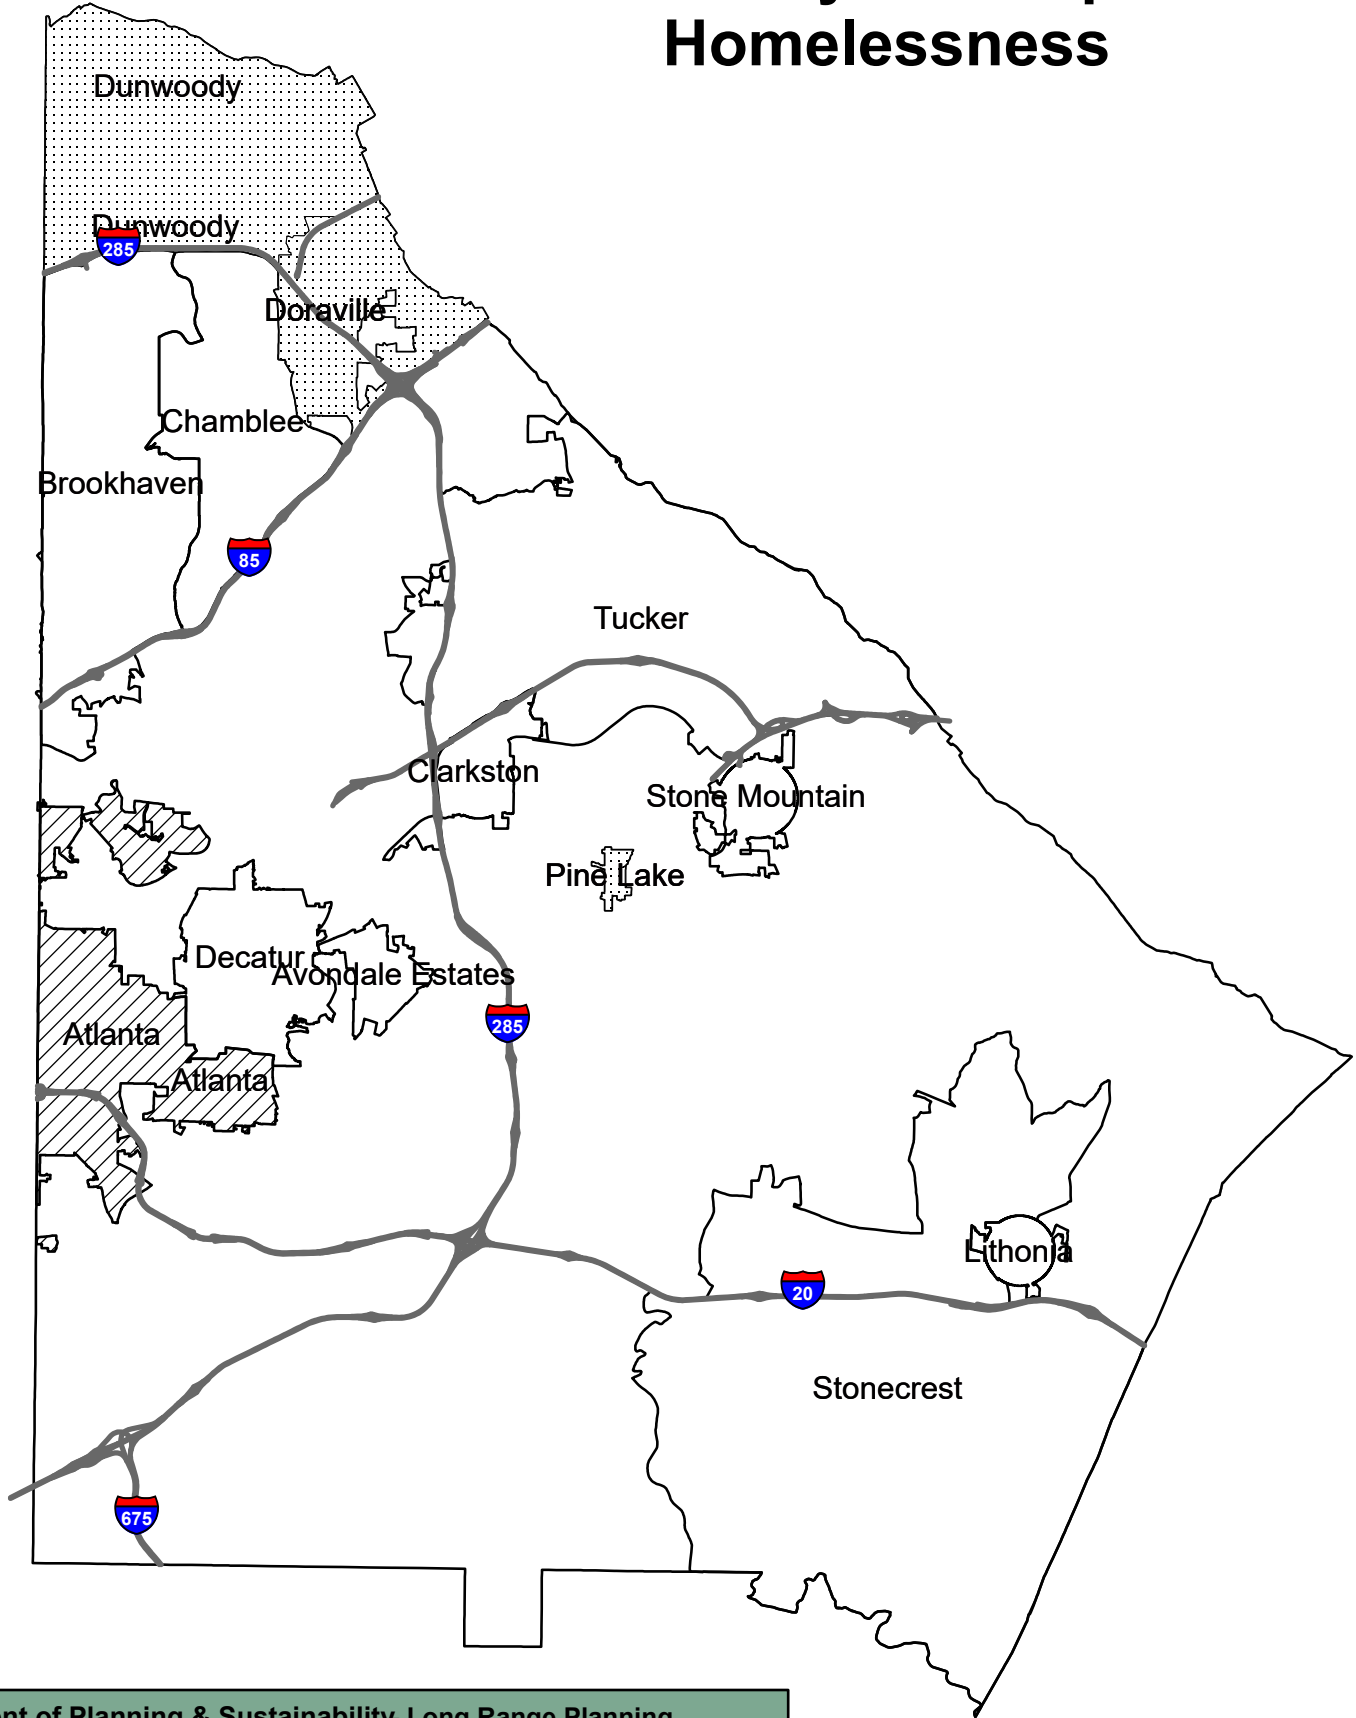 Homelessness
Dunwoody
Dunwoody
285
Doraville
Chamblee
Brookhaven
85
Tucker
Clarkston
Stone Mountain
Pine Lake
Decatur
Avondale Estates
285
Atlanta
Atlanta
Lithonia
20
Stonecrest
675
nt of Planning & Sustainability, Long Range Planning